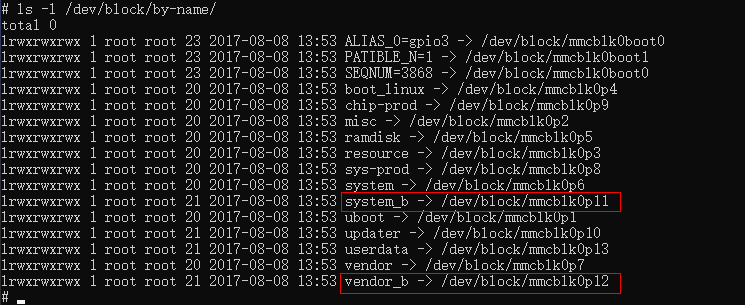 # ls -l /dev/block/by-name/
total 0
lrwxrwxrwx 1 root root 23 2017-08-08 13:53 ALIAS_0=gpio3 -> /dev/block/mmcblk0boot0
lrwxrwxrwx 1 root root 23 2017-08-08 13:53 PATIBLE_N=1 -> /dev/block/mmcblk0boot1
lrwxrwxrwx 1 root root 23 2017-08-08 13:53 SEQNUM=3868 -> /dev/block/mmcblk0boot0
lrwxrwxrwx 1 root root 20 2017-08-08 13:53 boot_linux -> /dev/block/mmcblk0p4
lrwxrwxrwx 1 root root 20 2017-08-08 13:53 chip-prod -> /dev/block/mmcblk0p9
lrwxrwxrwx 1 root root 20 2017-08-08 13:53 misc -> /dev/block/mmcblk0p2
lrwxrwxrwx 1 root root 20 2017-08-08 13:53 ramdisk -> /dev/block/mmcblk0p5
lrwxrwxrwx 1 root root 20 2017-08-08 13:53 resource -> /dev/block/mmcblk0p3
lrwxrwxrwx 1 root root 20 2017-08-08 13:53 sys-prod -> /dev/block/mmcblk0p8
lrwxrwxrwx 1 root root 20 2017-08-08 13:53 system -> /dev/block/mmcblk0p6
lrwxrwxrwx 1 root root 21 2017-08-08 13:53 system_b -> /dev/block/mmcblk0p11
lrwxrwxrwx 1 root root 20 2017-08-08 13:53 uboot -> /dev/block/mmcblk0p1
lrwxrwxrwx 1 root root 21 2017-08-08 13:53 updater -> /dev/block/mmcblk0p10
lrwxrwxrwx 1 root root 21 2017-08-08 13:53 userdata -> /dev/block/mmcblk0p13
lrwxrwxrwx 1 root root 20 2017-08-08 13:53 vendor -> /dev/block/mmcblk0p7
lrwxrwxrwx 1 root root 21 2017-08-08 13:53 vendor_b -> /dev/block/mmcblk0p12
#